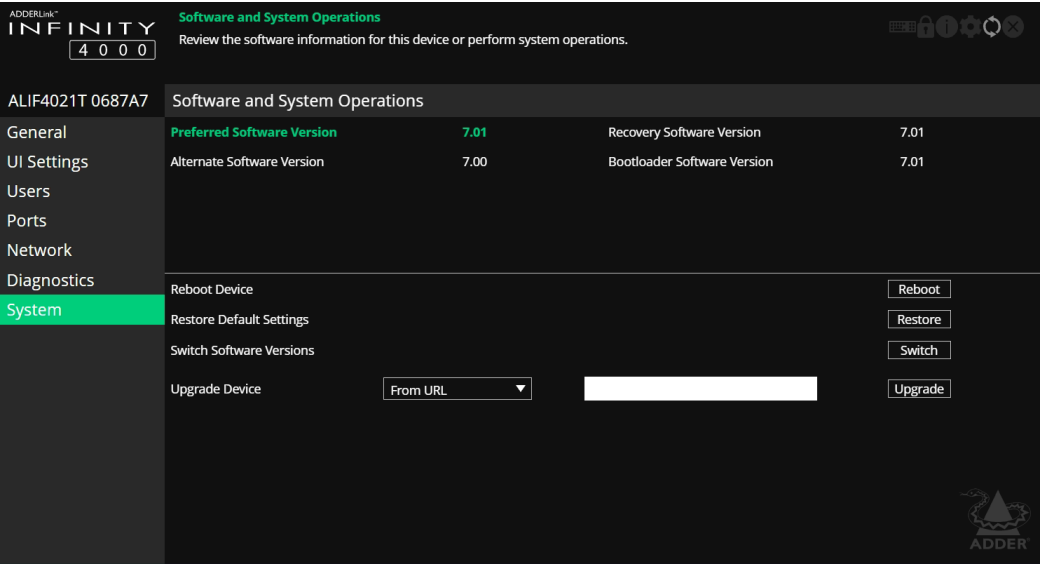 ADDERLink™
INFINITY
4000
Software and System Operations
Review the software information for this device or perform system operations.
ALIF4021T 0687A7
Software and System Operations
General
UI Settings
Users
Ports
Network
Diagnostics
System
Preferred Software Version 7.01 Recovery Software Version 7.01
Alternate Software Version 7.00 Bootloader Software Version 7.01
Reboot Device Reboot
Restore Default Settings Restore
Switch Software Versions Switch
Upgrade Device From URL Upgrade
ADDER®